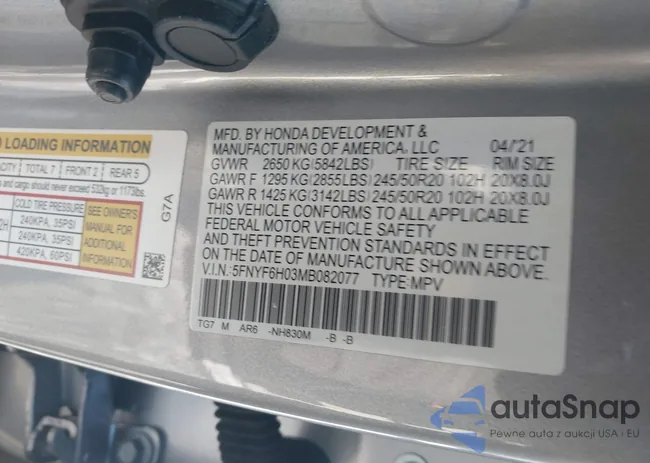 LOADING INFORMATION
CITY TOTAL 7 FRONT 2 REAR 5
and cargo should never exceed 532kg or 1173lbs.
COLD TIRE PRESSURE
240KPA, 35PSI
240KPA, 35PSI
420KPA, 60PSI
SEE OWNER'S
MANUAL FOR
ADDITIONAL
INFORMATION
G7A
MFD. BY HONDA DEVELOPMENT &
MANUFACTURING OF AMERICA, LLC 04/21
GVWR 2650 KG(5842LBS) TIRE SIZE RIM SIZE
GAWR F 1295 KG(2855LBS) 245/50R20 102H 20X8.0J
GAWR R 1425 KG(3142LBS) 245/50R20 102H 20X8.0J
THIS VEHICLE CONFORMS TO ALL APPLICABLE
FEDERAL MOTOR VEHICLE SAFETY
AND THEFT PREVENTION STANDARDS IN EFFECT
ON THE DATE OF MANUFACTURE SHOWN ABOVE.
V.I.N.:5FNYF6H03MB082077 TYPE:MPV
TG7 M AR6 -NH830M -B -B
autaSnap
Pewne auta z aukcji USA i EU